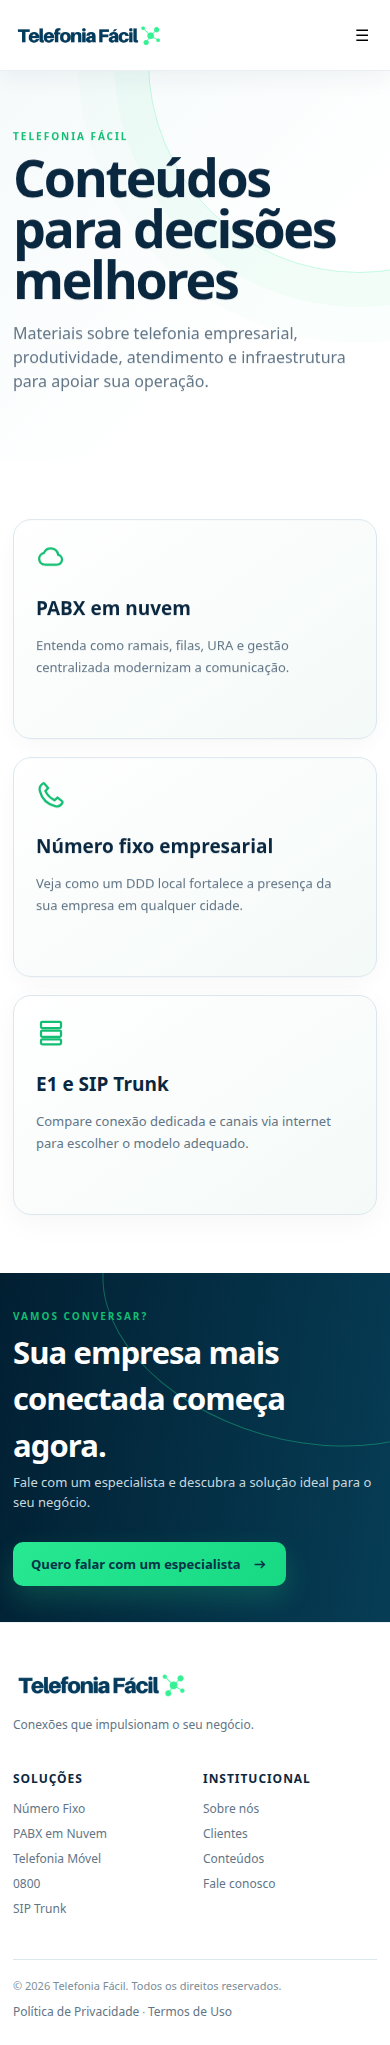 Telefonia Fácil
☰
TELEFONIA FÁCIL
Conteúdos
para decisões
melhores
Materiais sobre telefonia empresarial,
produtividade, atendimento e infraestrutura
para apoiar sua operação.
PABX em nuvem
Entenda como ramais, filas, URA e gestão
centralizada modernizam a comunicação.
Número fixo empresarial
Veja como um DDD local fortalece a presença da
sua empresa em qualquer cidade.
E1 e SIP Trunk
Compare conexão dedicada e canais via internet
para escolher o modelo adequado.
VAMOS CONVERSAR?
Sua empresa mais
conectada começa
agora.
Fale com um especialista e descubra a solução ideal para o
seu negócio.
Quero falar com um especialista →
Telefonia Fácil
Conexões que impulsionam o seu negócio.
SOLUÇÕES
Número Fixo
PABX em Nuvem
Telefonia Móvel
0800
SIP Trunk
INSTITUCIONAL
Sobre nós
Clientes
Conteúdos
Fale conosco
© 2026 Telefonia Fácil. Todos os direitos reservados.
Política de Privacidade · Termos de Uso